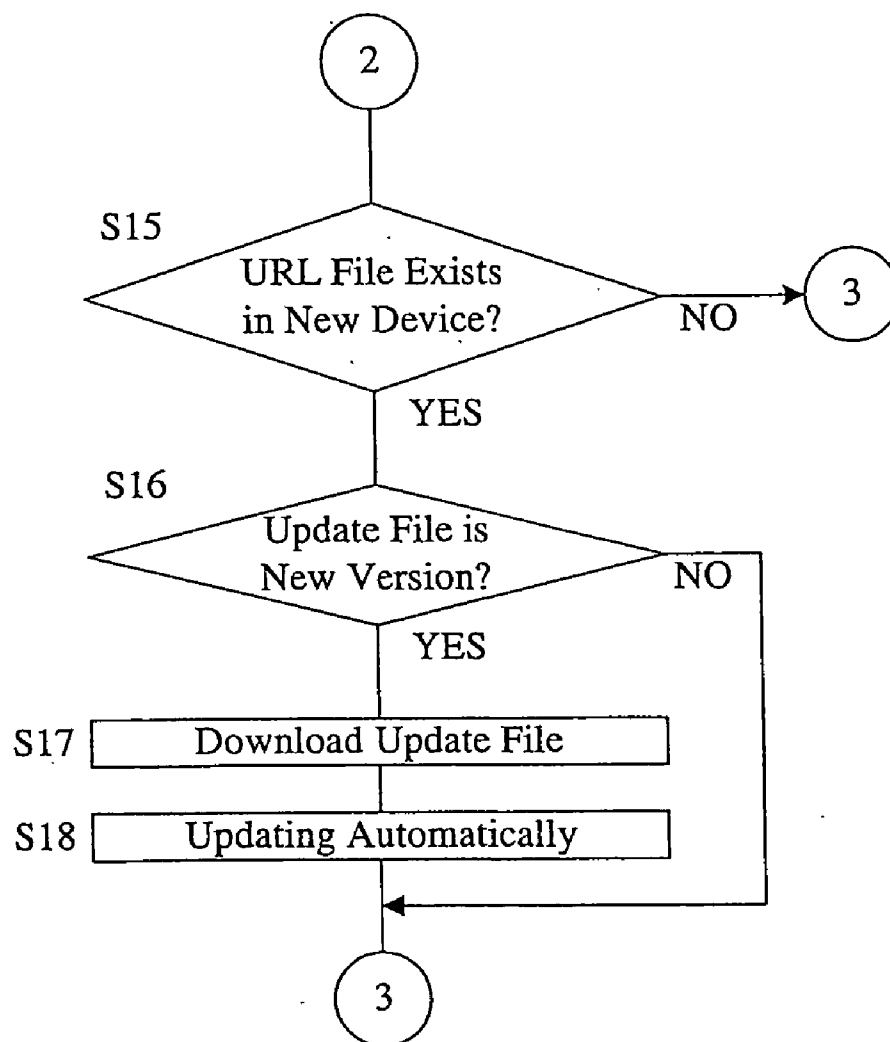 2
S15
URL File Exists
in New Device?
NO
3
YES
S16
Update File is
New Version?
NO
YES
S17
Download Update File
S18
Updating Automatically
3